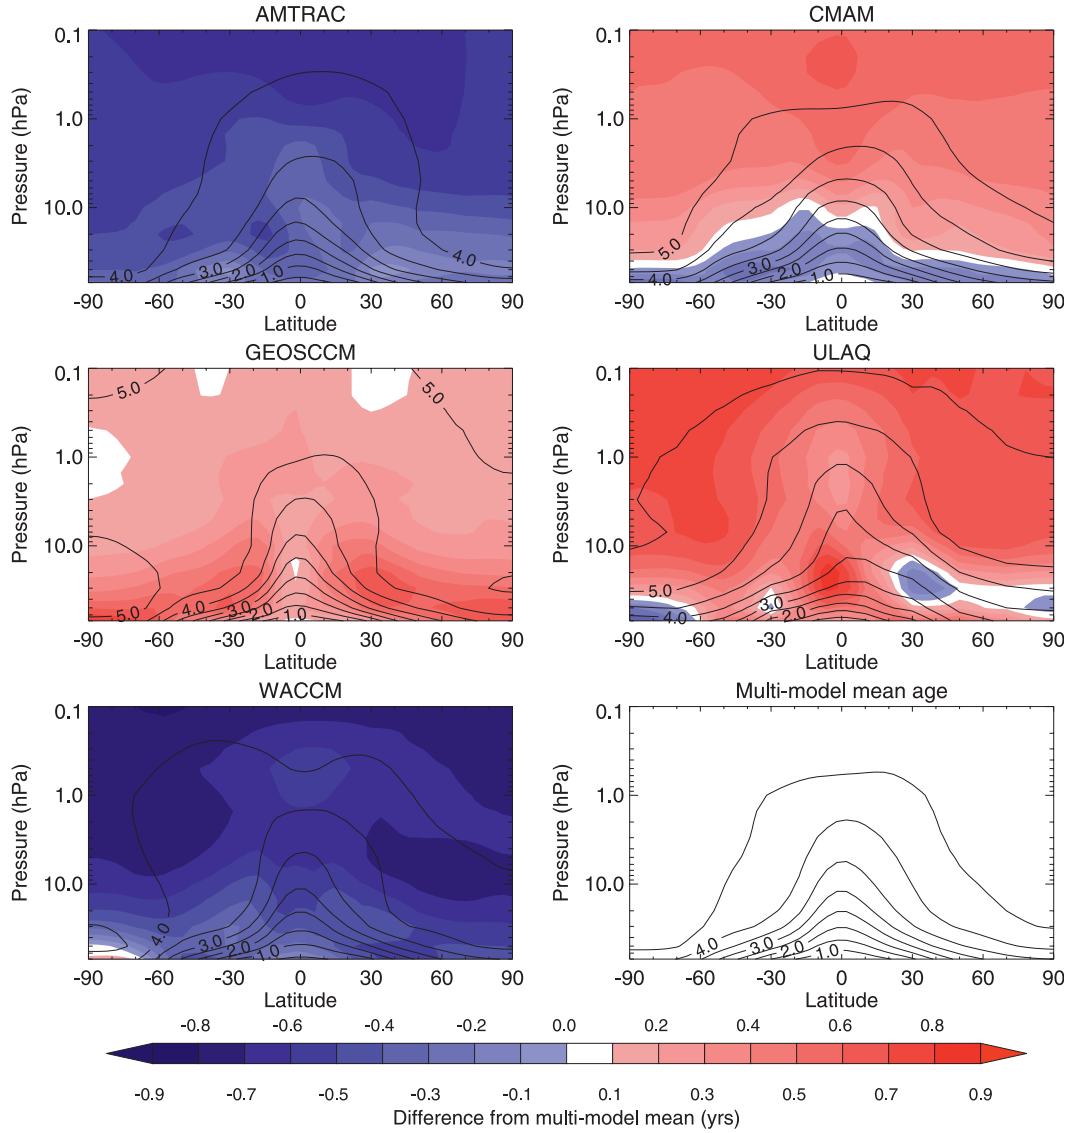 AMTRAC CMAM
0.1 1.0 10.0 Pressure (hPa) 4.0 3.0 2.0 1.0 4.0
0.1 1.0 10.0 Pressure (hPa) 5.0 4.0 3.0 2.0 1.0
-90 -60 -30 0 30 60 90 -90 -60 -30 0 30 60 90
Latitude Latitude
GEOSCCM ULAQ
0.1 1.0 10.0 Pressure (hPa) 5.0 5.0 5.0 4.0 3.0 2.0 1.0
0.1 1.0 10.0 Pressure (hPa) 5.0 4.0 3.0 2.0
-90 -60 -30 0 30 60 90 -90 -60 -30 0 30 60 90
Latitude Latitude
WACCM Multi-model mean age
0.1 1.0 10.0 Pressure (hPa) 4.0 3.0 2.0 1.0
0.1 1.0 10.0 Pressure (hPa) 4.0 3.0 2.0 1.0
-90 -60 -30 0 30 60 90 -90 -60 -30 0 30 60 90
Latitude Latitude
-0.8 -0.6 -0.4 -0.2 0.0 0.2 0.4 0.6 0.8
-0.9 -0.7 -0.5 -0.3 -0.1 0.1 0.3 0.5 0.7 0.9
Difference from multi-model mean (yrs)